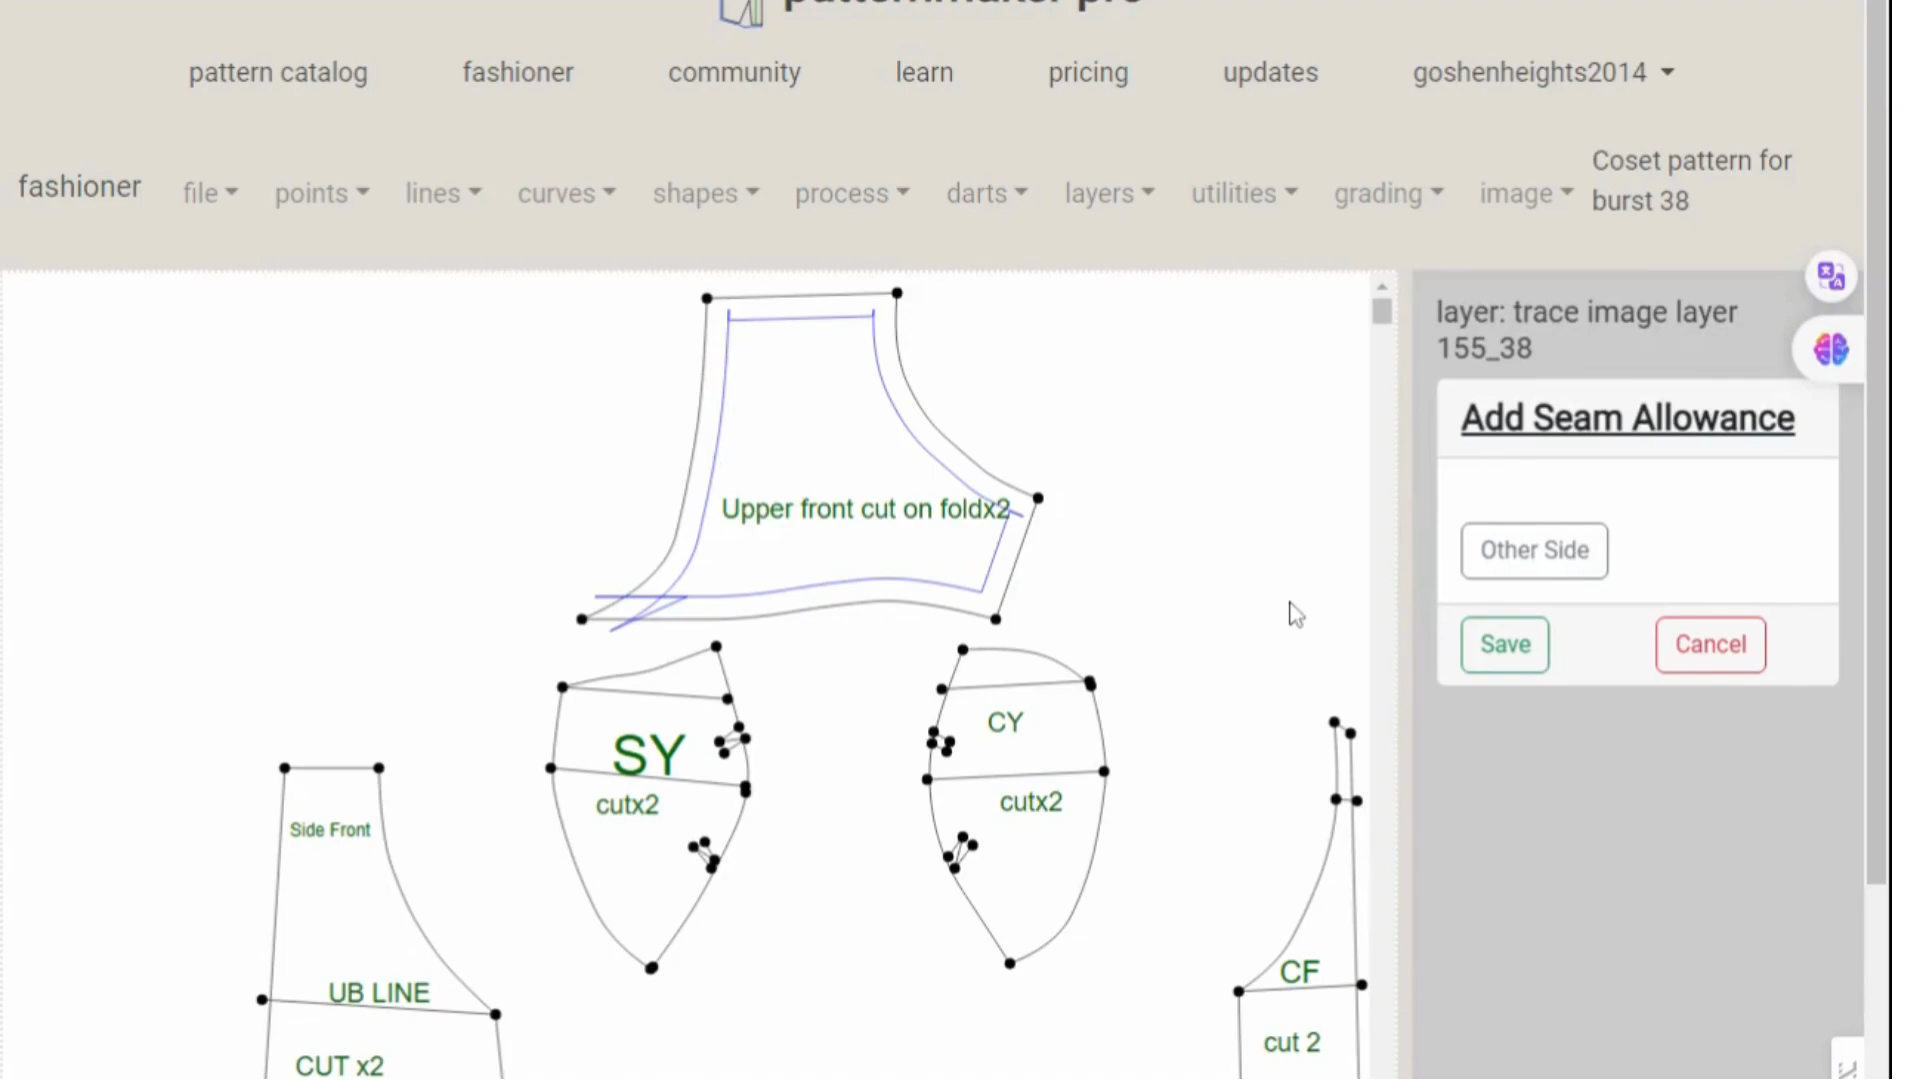 patternmaker pro
pattern catalog
fashioner
community
learn
pricing
updates
goshenheights2014
fashioner
file
points
lines
curves
shapes
process
darts
layers
utilities
grading
image
Coset pattern for
burst 38
layer: trace image layer
155_38
Add Seam Allowance
Other Side
Save
Cancel
Upper front cut on foldx2
SY
cutx2
CY
cutx2
Side Front
UB LINE
CUT x2
CF
cut 2